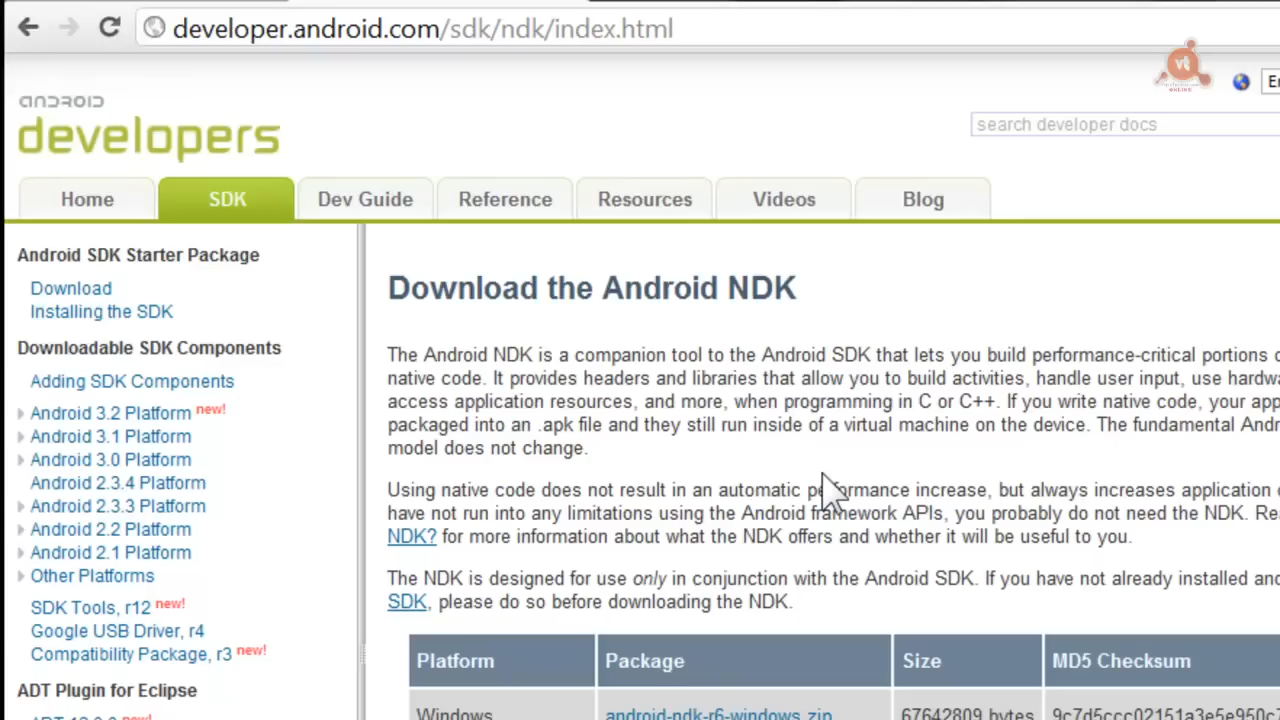 developer.android.com/sdk/ndk/index.html
vt
ONLINE
ANDROID
developers
search developer docs
Home
SDK
Dev Guide
Reference
Resources
Videos
Blog
Android SDK Starter Package
Download
Installing the SDK
Downloadable SDK Components
Adding SDK Components
Android 3.2 Platform new!
Android 3.1 Platform
Android 3.0 Platform
Android 2.3.4 Platform
Android 2.3.3 Platform
Android 2.2 Platform
Android 2.1 Platform
Other Platforms
SDK Tools, r12 new!
Google USB Driver, r4
Compatibility Package, r3 new!
ADT Plugin for Eclipse
new!
Download the Android NDK
The Android NDK is a companion tool to the Android SDK that lets you build performance-critical portions
native code. It provides headers and libraries that allow you to build activities, handle user input, use
access application resources, and more, when programming in C or C++. If you write native code, your
packaged into an .apk file and they still run inside of a virtual machine on the device. The fundamental
model does not change.
Using native code does not result in an automatic performance increase, but always increases application
have not run into any limitations using the Android framework APIs, you probably do not need the NDK.
NDK? for more information about what the NDK offers and whether it will be useful to you.
The NDK is designed for use only in conjunction with the Android SDK. If you have not already installed
SDK, please do so before downloading the NDK.
Platform Package Size MD5 Checksum
Windows android-ndk-r6-windows.zip 67642809 bytes